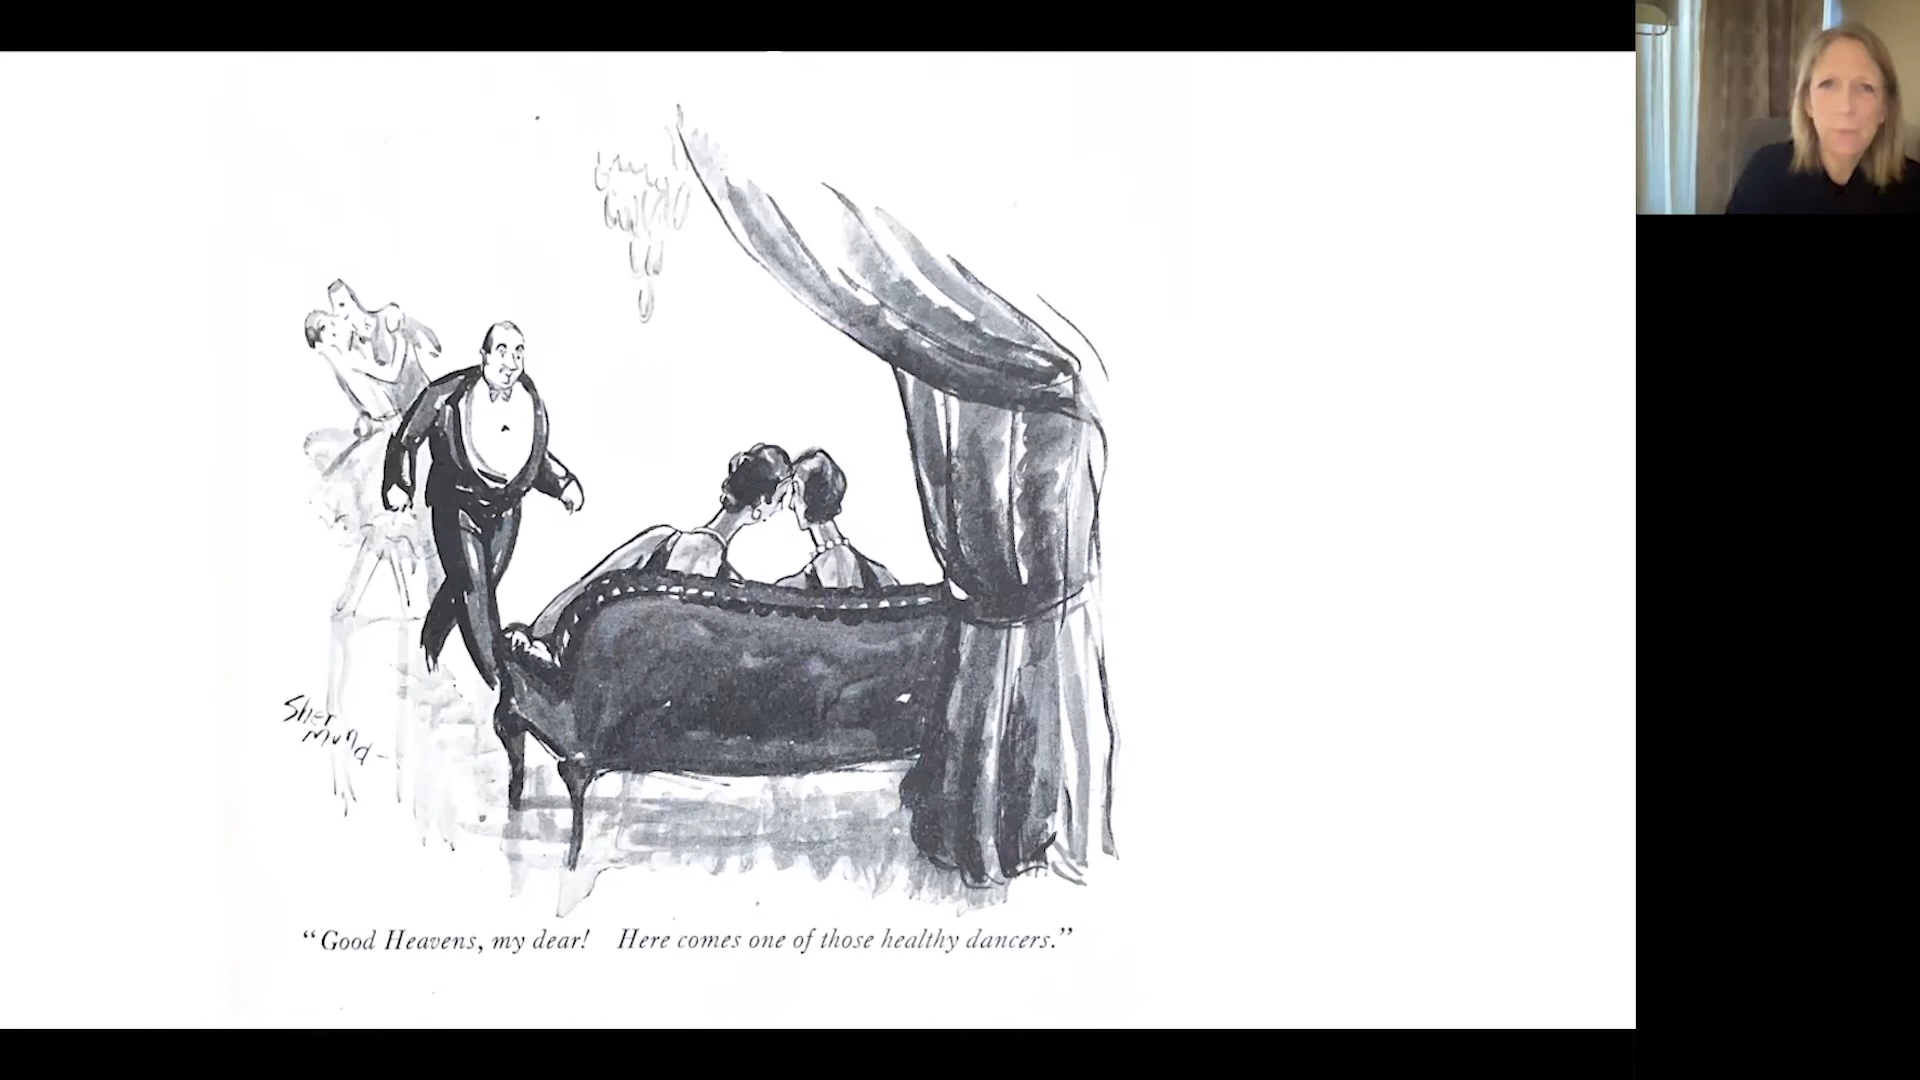 Sher
Mund-
“Good Heavens, my dear! Here comes one of those healthy dancers.”